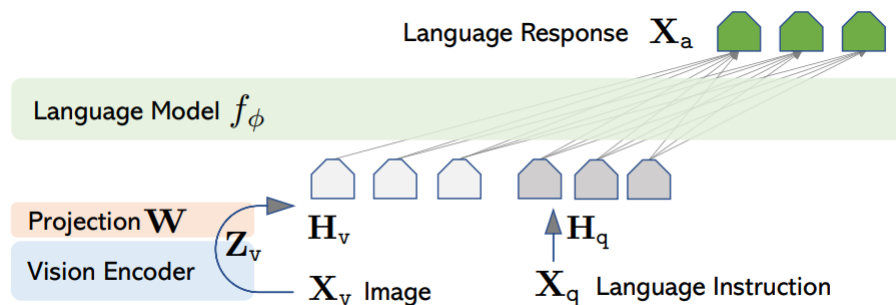 Language Response X_a
Language Model f_ϕ
Projection W
Z_v
H_v
H_q
Vision Encoder
X_v Image
X_q Language Instruction